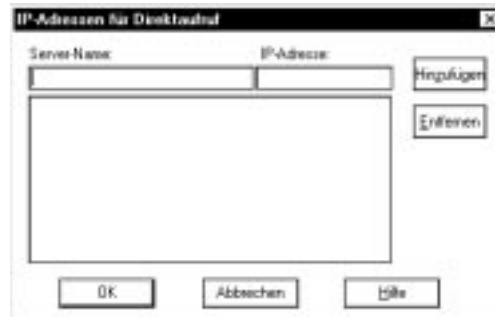 IP-Adressen für Direktaufruf
Server-Name: IP-Adresse:
Hinzufügen
Entfernen
OK Abbrechen Hilfe